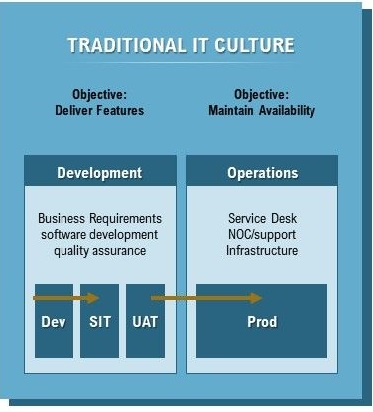 TRADITIONAL IT CULTURE
Objective:
Deliver Features
Objective:
Maintain Availability
Development
Business Requirements
software development
quality assurance
Dev
SIT
UAT
Operations
Service Desk
NOC/support
Infrastructure
Prod